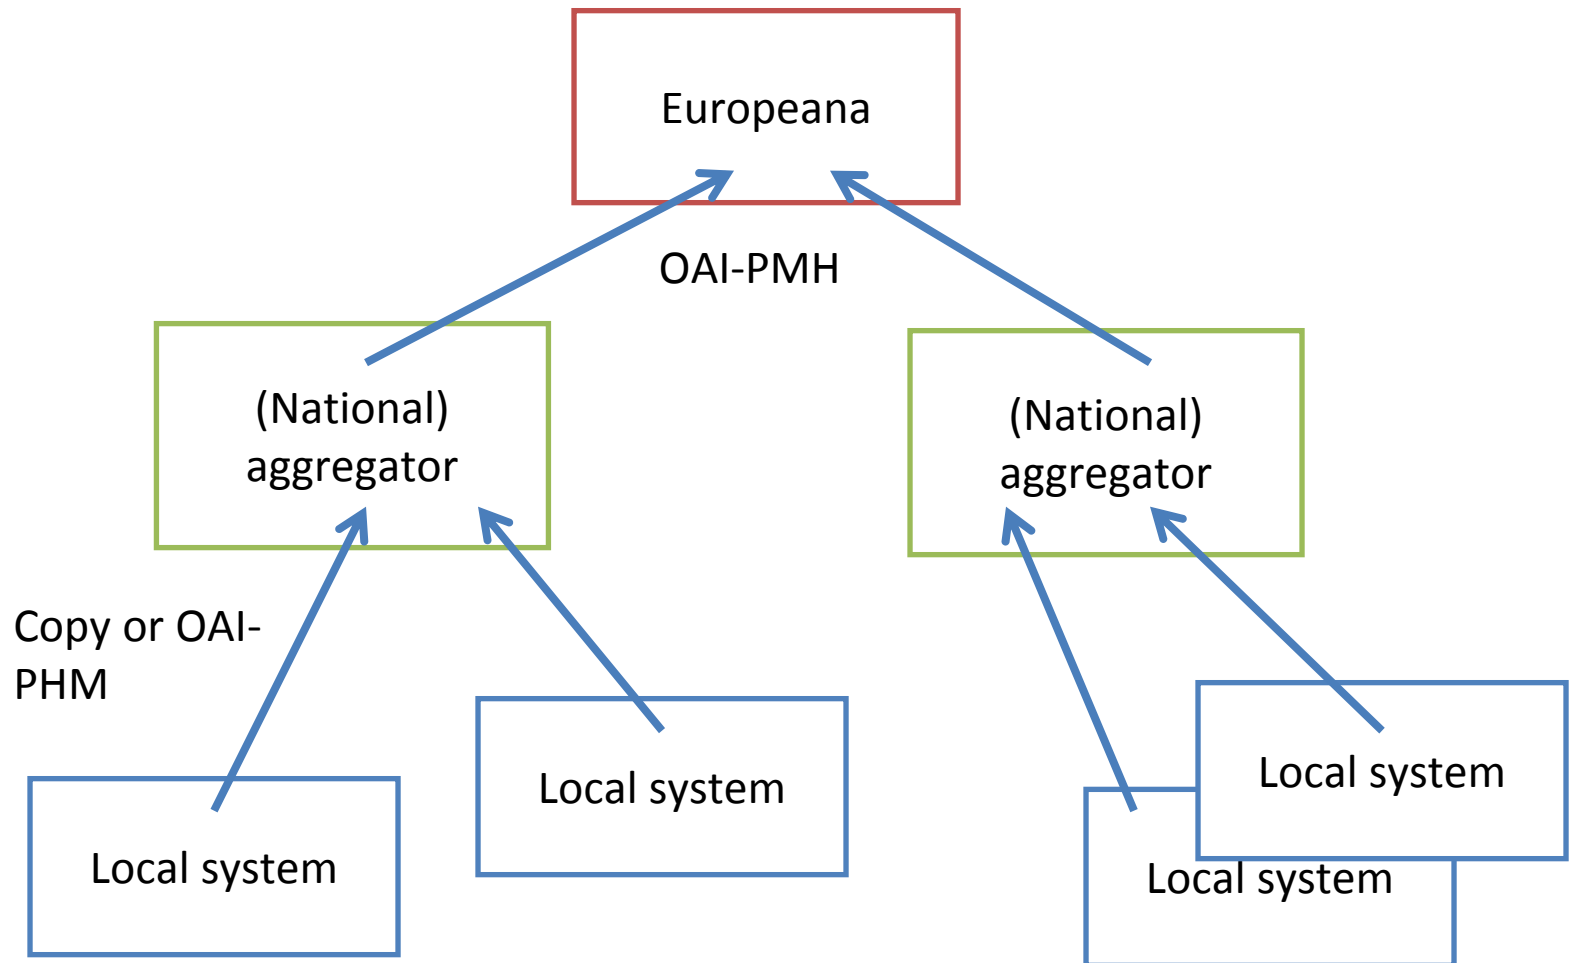 Europeana
OAI-PMH
(National)
aggregator
(National)
aggregator
Copy or OAI-
PHM
Local system
Local system
Local system
Local system